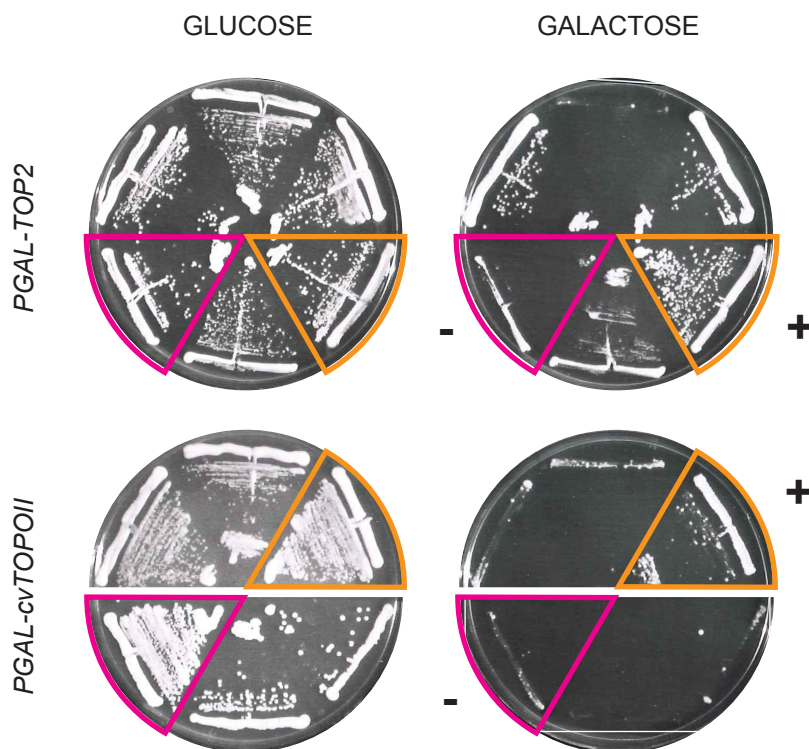 GLUCOSE GALACTOSE
PGAL-TOP2
- +
+
PGAL-cvTOPOII
-